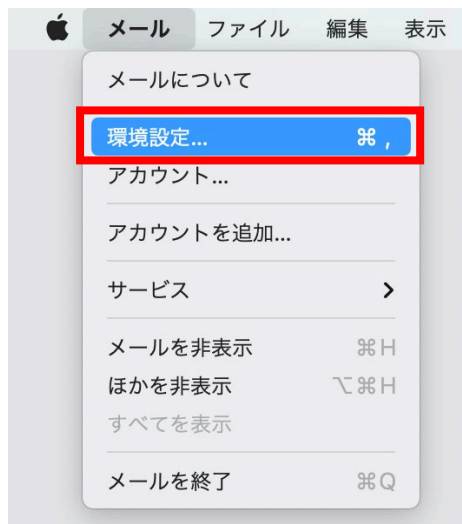 メール ファイル 編集 表示
メールについて
環境設定... ⌘ ,
アカウント...
アカウントを追加...
サービス
メールを非表示 ⌘H
ほかを非表示 ⌥⌘H
すべてを表示
メールを終了 ⌘Q